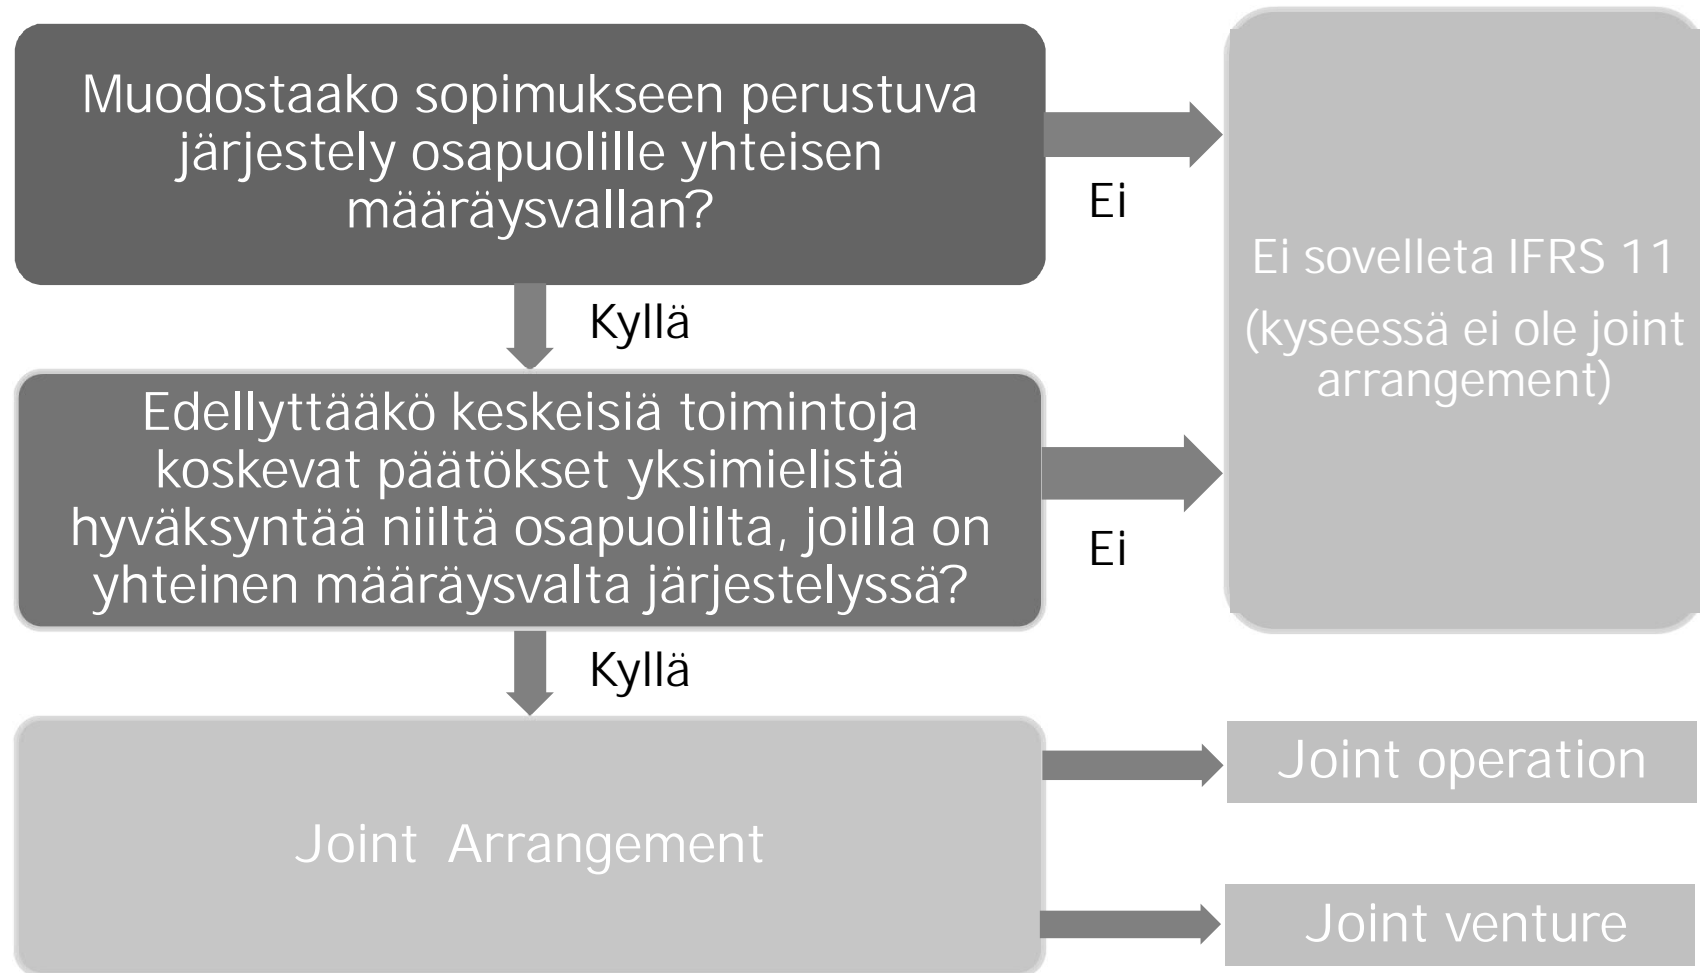 Muodostaako sopimukseen perustuva
järjestely osapuolille yhteisen
määräysvallan?
Ei
Ei sovelleta IFRS 11
(kyseessä ei ole joint
arrangement)
Kyllä
Edellyttääkö keskeisiä toimintoja
koskevat päätökset yksimielistä
hyväksyntää niiltä osapuolilta, joilla on
yhteinen määräysvalta järjestelyssä?
Ei
Kyllä
Joint Arrangement
Joint operation
Joint venture